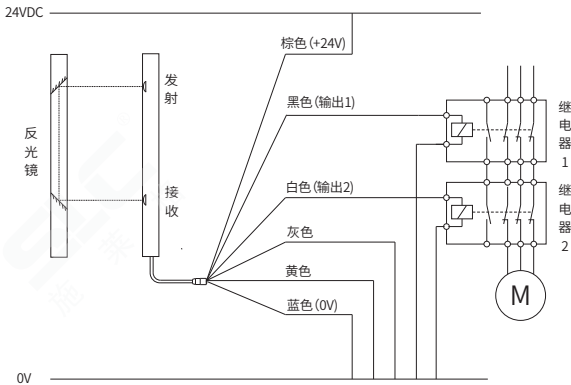 24VDC
棕色(+24V)
发射
黑色(输出1)
继电器1
反光镜
接收
白色(输出2)
继电器2
灰色
黄色
M
蓝色(0V)
0V